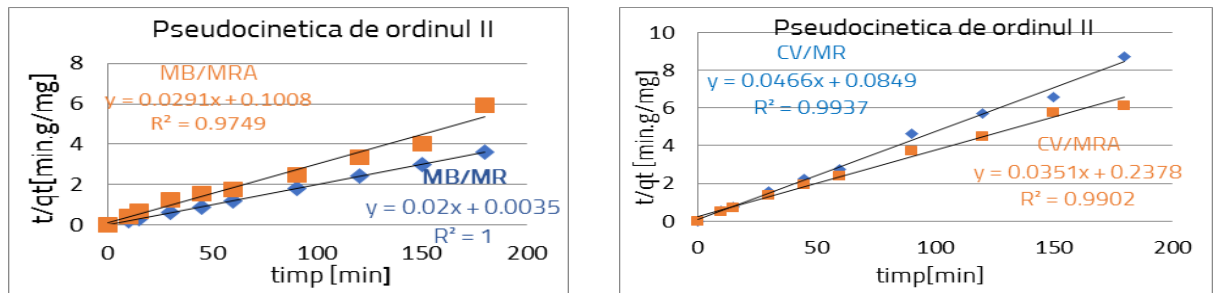 Pseudocinetica de ordinul II
MB/MRA
y = 0.0291x + 0.1008
R² = 0.9749
MB/MR
y = 0.02x + 0.0035
R² = 1
t/qt[min.g/mg]
8
6
4
2
0
0 50 100 150 200
timp [min]
Pseudocinetica de ordinul II
CV/MR
y = 0.0466x + 0.0849
R² = 0.9937
CV/MRA
y = 0.0351x + 0.2378
R² = 0.9902
t/qt [min.g/mg]
10
8
6
4
2
0
0 50 100 150 200
timp[min]